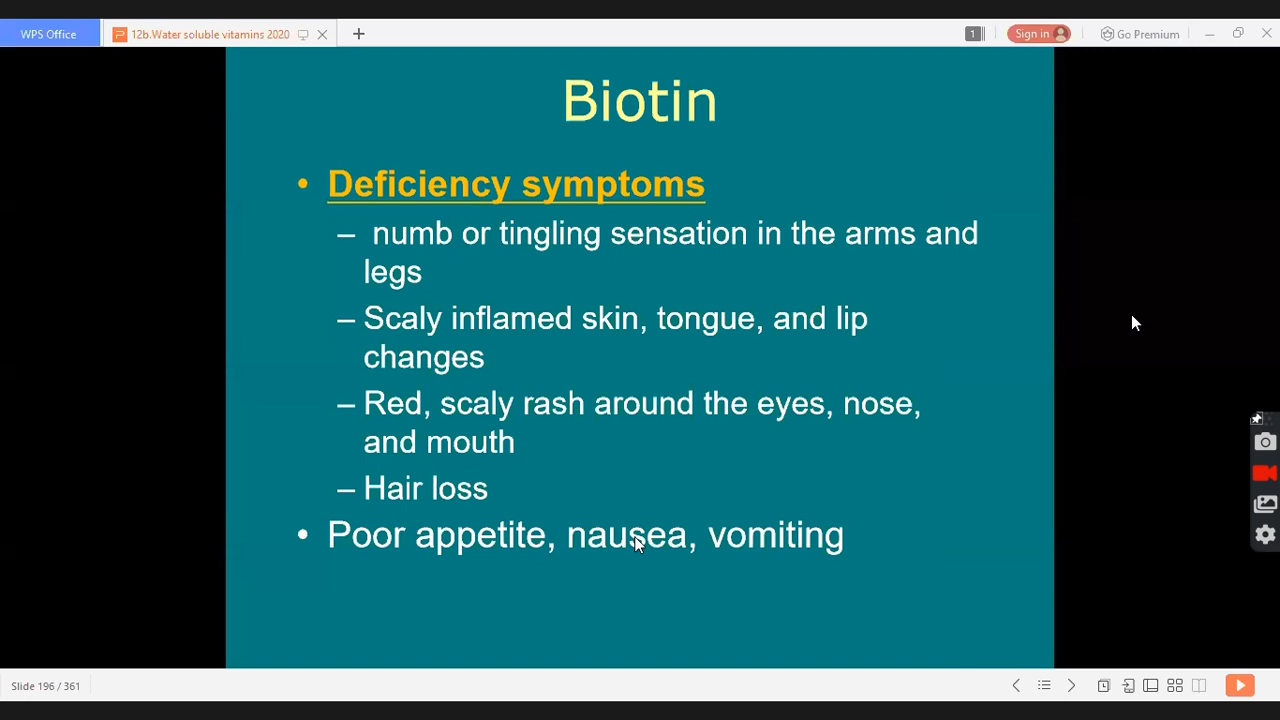 WPS Office
12b.Water soluble vitamins 2020
1
Sign in
Go Premium
Biotin
• Deficiency symptoms
– numb or tingling sensation in the arms and
legs
– Scaly inflamed skin, tongue, and lip
changes
– Red, scaly rash around the eyes, nose,
and mouth
– Hair loss
• Poor appetite, nausea, vomiting
Slide 196 / 361